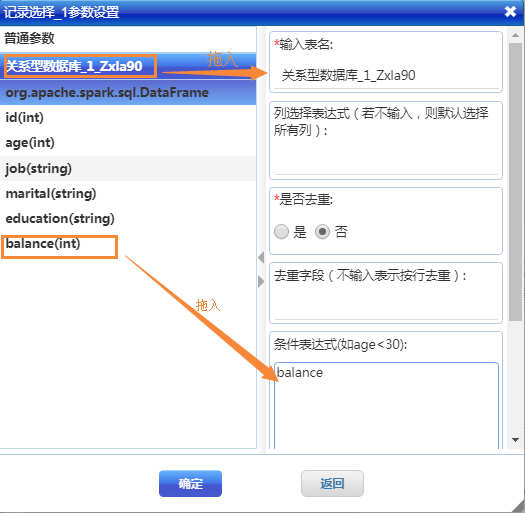 记录选择_1参数设置
普通参数
关系型数据库_1_Zxla90
org.apache.spark.sql.DataFrame
id(int)
age(int)
job(string)
marital(string)
education(string)
balance(int)
拖入
拖入
*输入表名:
关系型数据库_1_Zxla90
列选择表达式（若不输入，则默认选择
所有列）:
*是否去重:
是 否
去重字段（不输入表示按行去重）:
条件表达式(如age<30):
balance
确定
返回